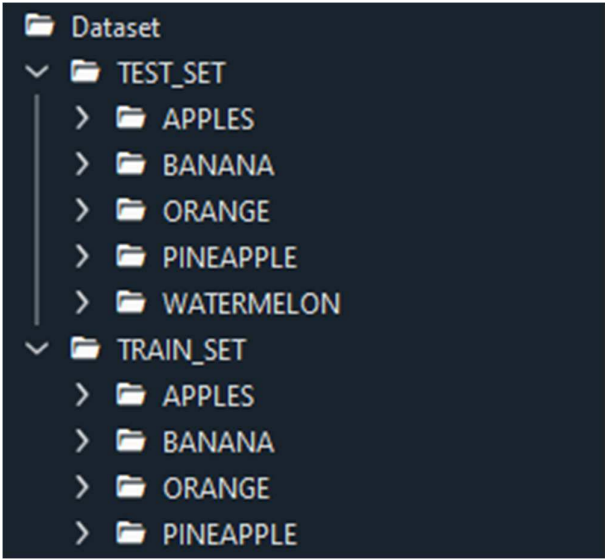 Dataset
TEST_SET
APPLES
BANANA
ORANGE
PINEAPPLE
WATERMELON
TRAIN_SET
APPLES
BANANA
ORANGE
PINEAPPLE